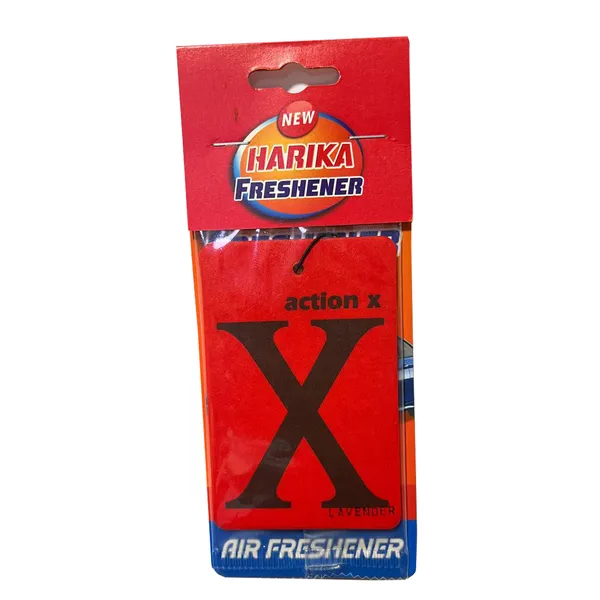 NEW
HARIKA
FRESHENER
action x
X
LAVENDER
AIR FRESHENER